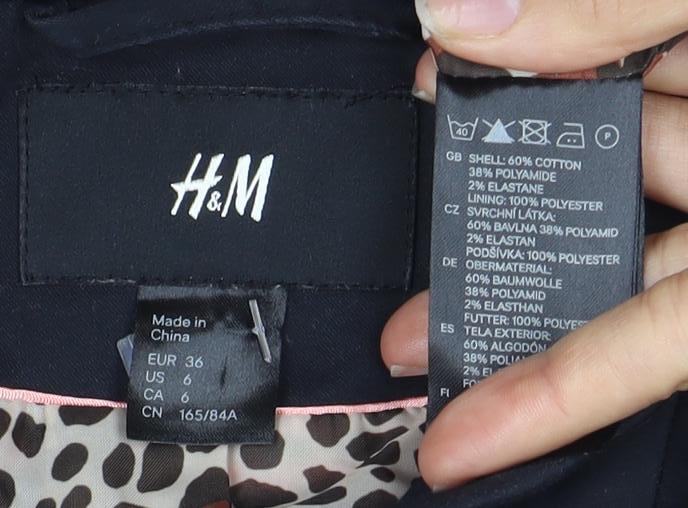 H&M
Made in
China
EUR 36
US 6
CA 6
CN 165/84A
40
P
GB SHELL: 60% COTTON
38% POLYAMIDE
2% ELASTANE
LINING: 100% POLYESTER
CZ SVRCHNÍ LÁTKA:
60% BAVLNA 38% POLYAMID
2% ELASTAN
PODŠÍVKA: 100% POLYESTER
DE OBERMATERIAL:
60% BAUMWOLLE
38% POLYAMID
2% ELASTHAN
FUTTER: 100%
ES TELA EXTERIOR:
60% ALGODÓN
38%
2%
FI